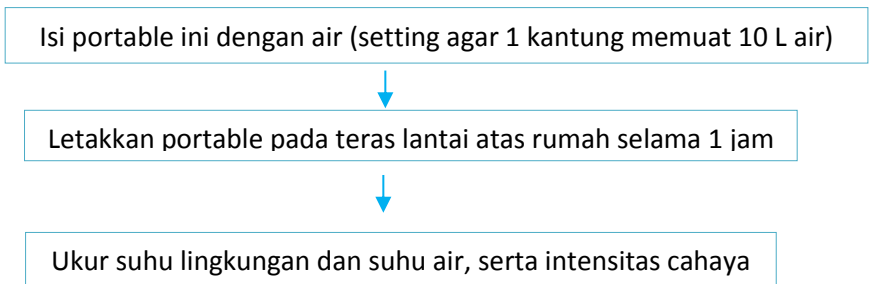 Isi portable ini dengan air (setting agar 1 kantung memuat 10 L air)
Letakkan portable pada teras lantai atas rumah selama 1 jam
Ukur suhu lingkungan dan suhu air, serta intensitas cahaya